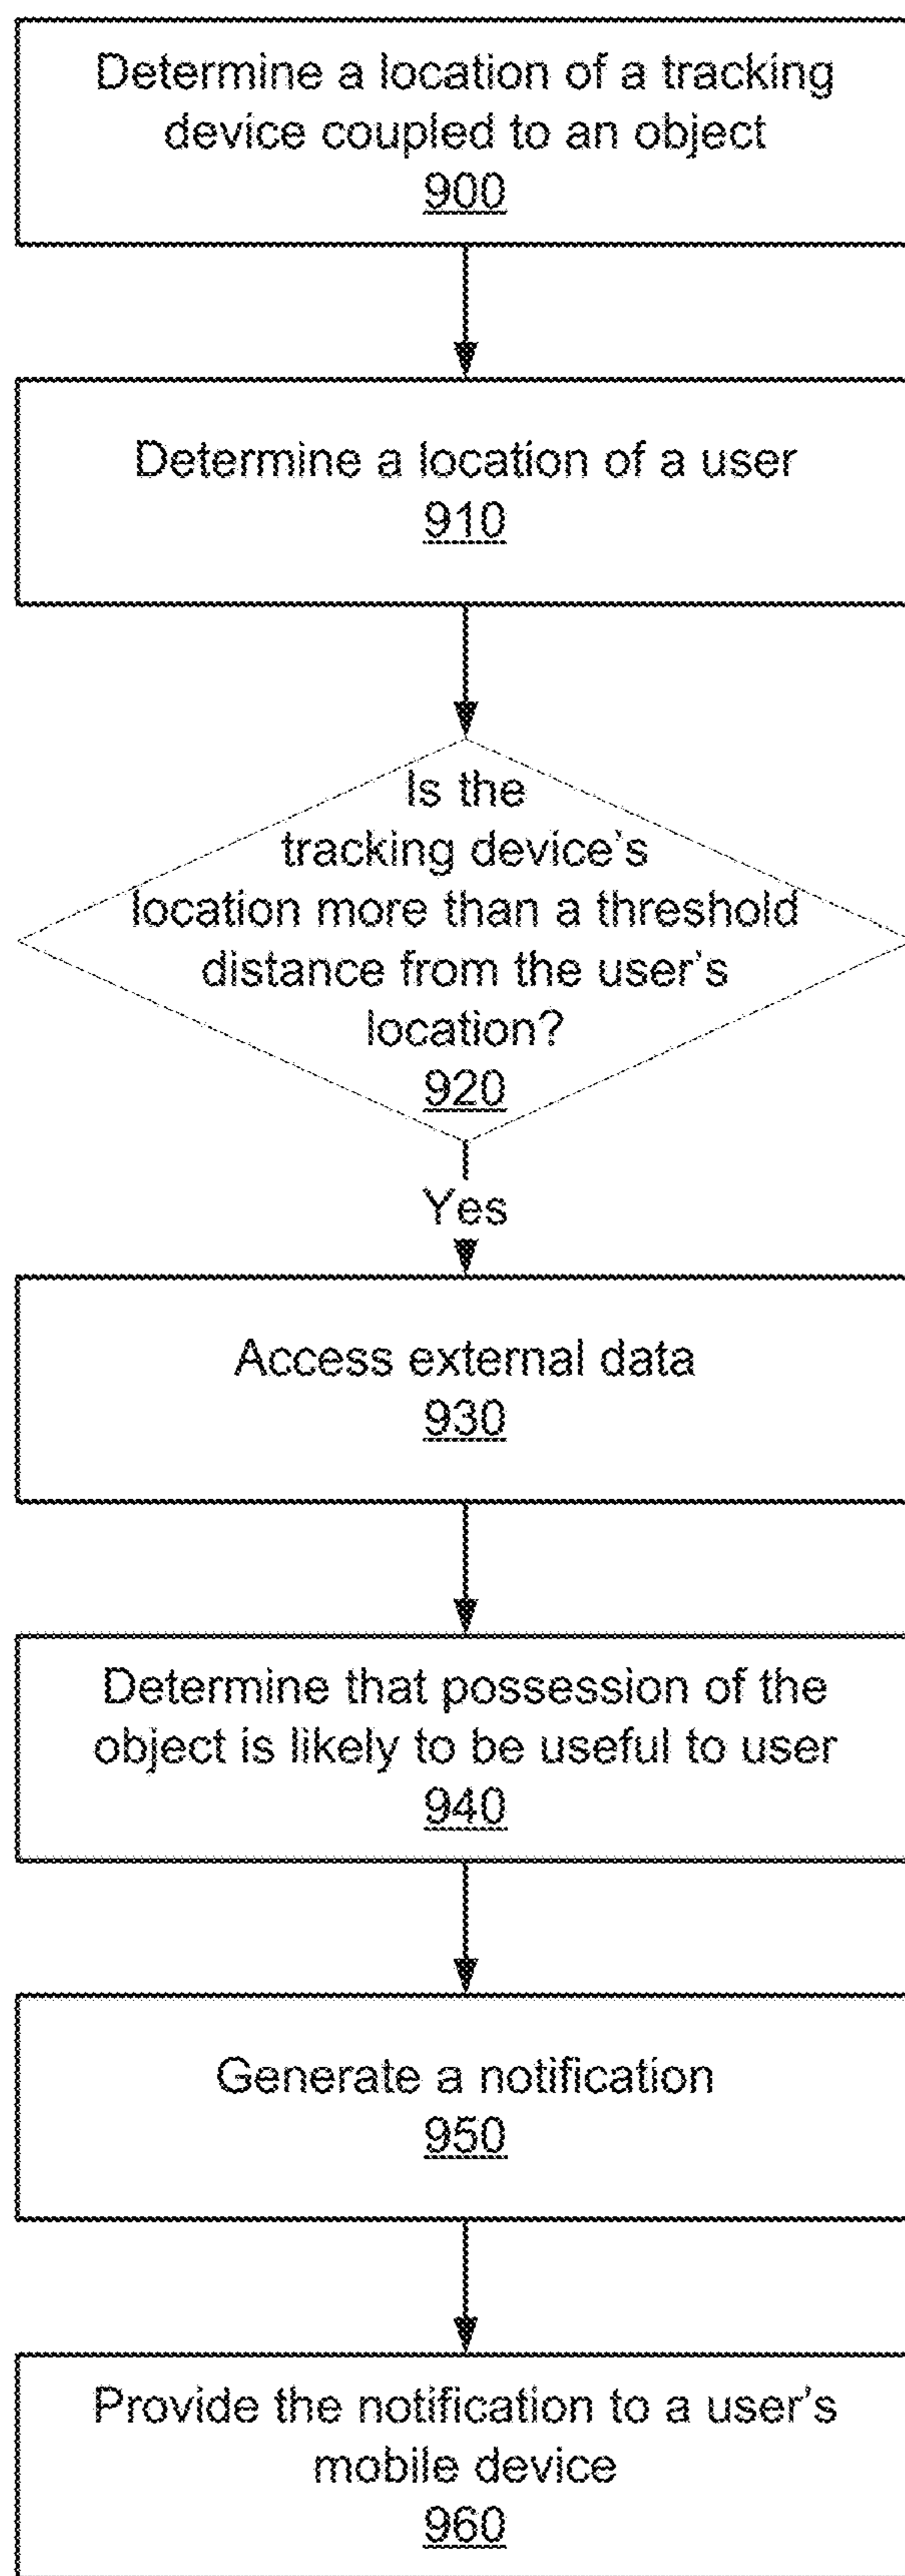 Determine a location of a tracking
device coupled to an object
900
Determine a location of a user
910
Is the
tracking device's
location more than a threshold
distance from the user's
location?
920
Yes
Access external data
930
Determine that possession of the
object is likely to be useful to user
940
Generate a notification
950
Provide the notification to a user's
mobile device
960